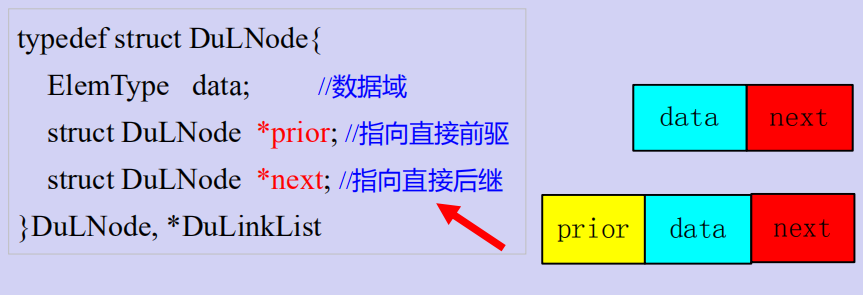 typedef struct DuLNode{
ElemType data; //数据域
struct DuLNode *prior; //指向直接前驱
struct DuLNode *next; //指向直接后继
}DuLNode, *DuLinkList
data next
prior data next